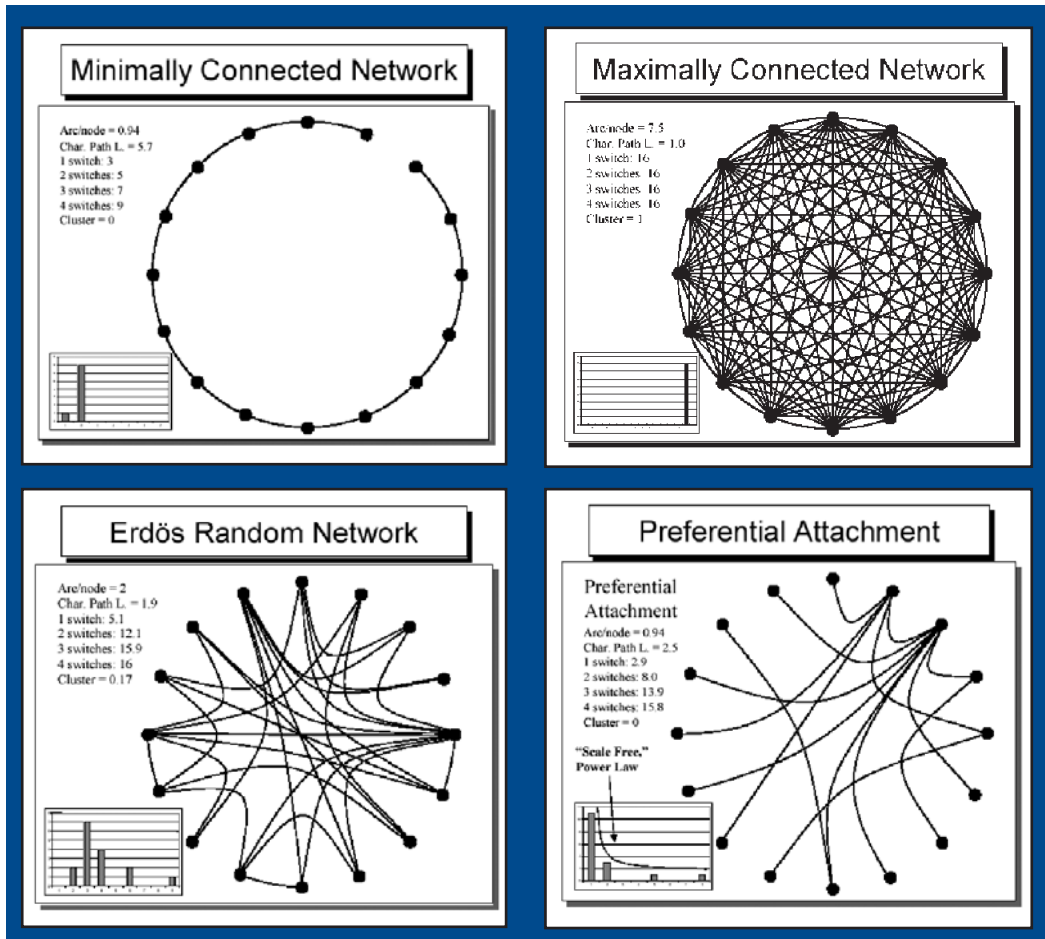 Minimally Connected Network
Arc/node = 0.94
Char. Path L. = 5.7
1 switch: 3
2 switches: 5
3 switches: 7
4 switches: 9
Cluster = 0
Maximally Connected Network
Arc/node = 7.5
Char. Path L. = 1.0
1 switch: 16
2 switches: 16
3 switches: 16
4 switches: 16
Cluster = 1
Erdös Random Network
Arc/node = 2
Char. Path L. = 1.9
1 switch: 5.1
2 switches: 12.1
3 switches: 15.9
4 switches: 16
Cluster = 0.17
Preferential Attachment
Preferential
Attachment
Arc/node = 0.94
Char. Path L. = 2.5
1 switch: 2.9
2 switches: 8.0
3 switches: 13.9
4 switches: 15.8
Cluster = 0
“Scale Free,”
Power Law